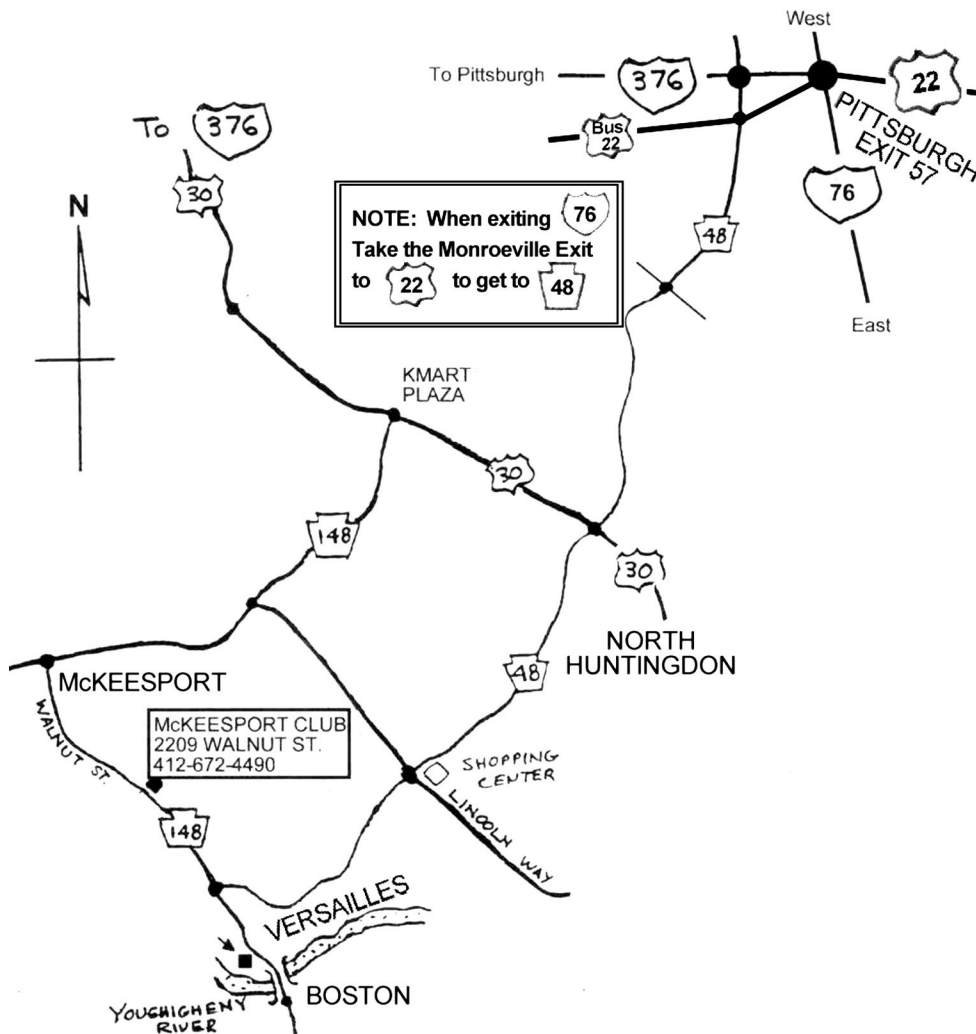 West
To Pittsburgh
376
22
Bus
22
PITTSBURGH
EXIT 57
76
East
To 376
30
N
NOTE: When exiting 76
Take the Monroeville Exit
to 22 to get to 48
48
KMART
PLAZA
30
148
30
NORTH
HUNTINGDON
48
McKEESPORT
WALNUT ST.
McKEESPORT CLUB
2209 WALNUT ST.
412-672-4490
SHOPPING
CENTER
LINCOLN WAY
148
VERSAILLES
BOSTON
YOUGHIGHENY
RIVER